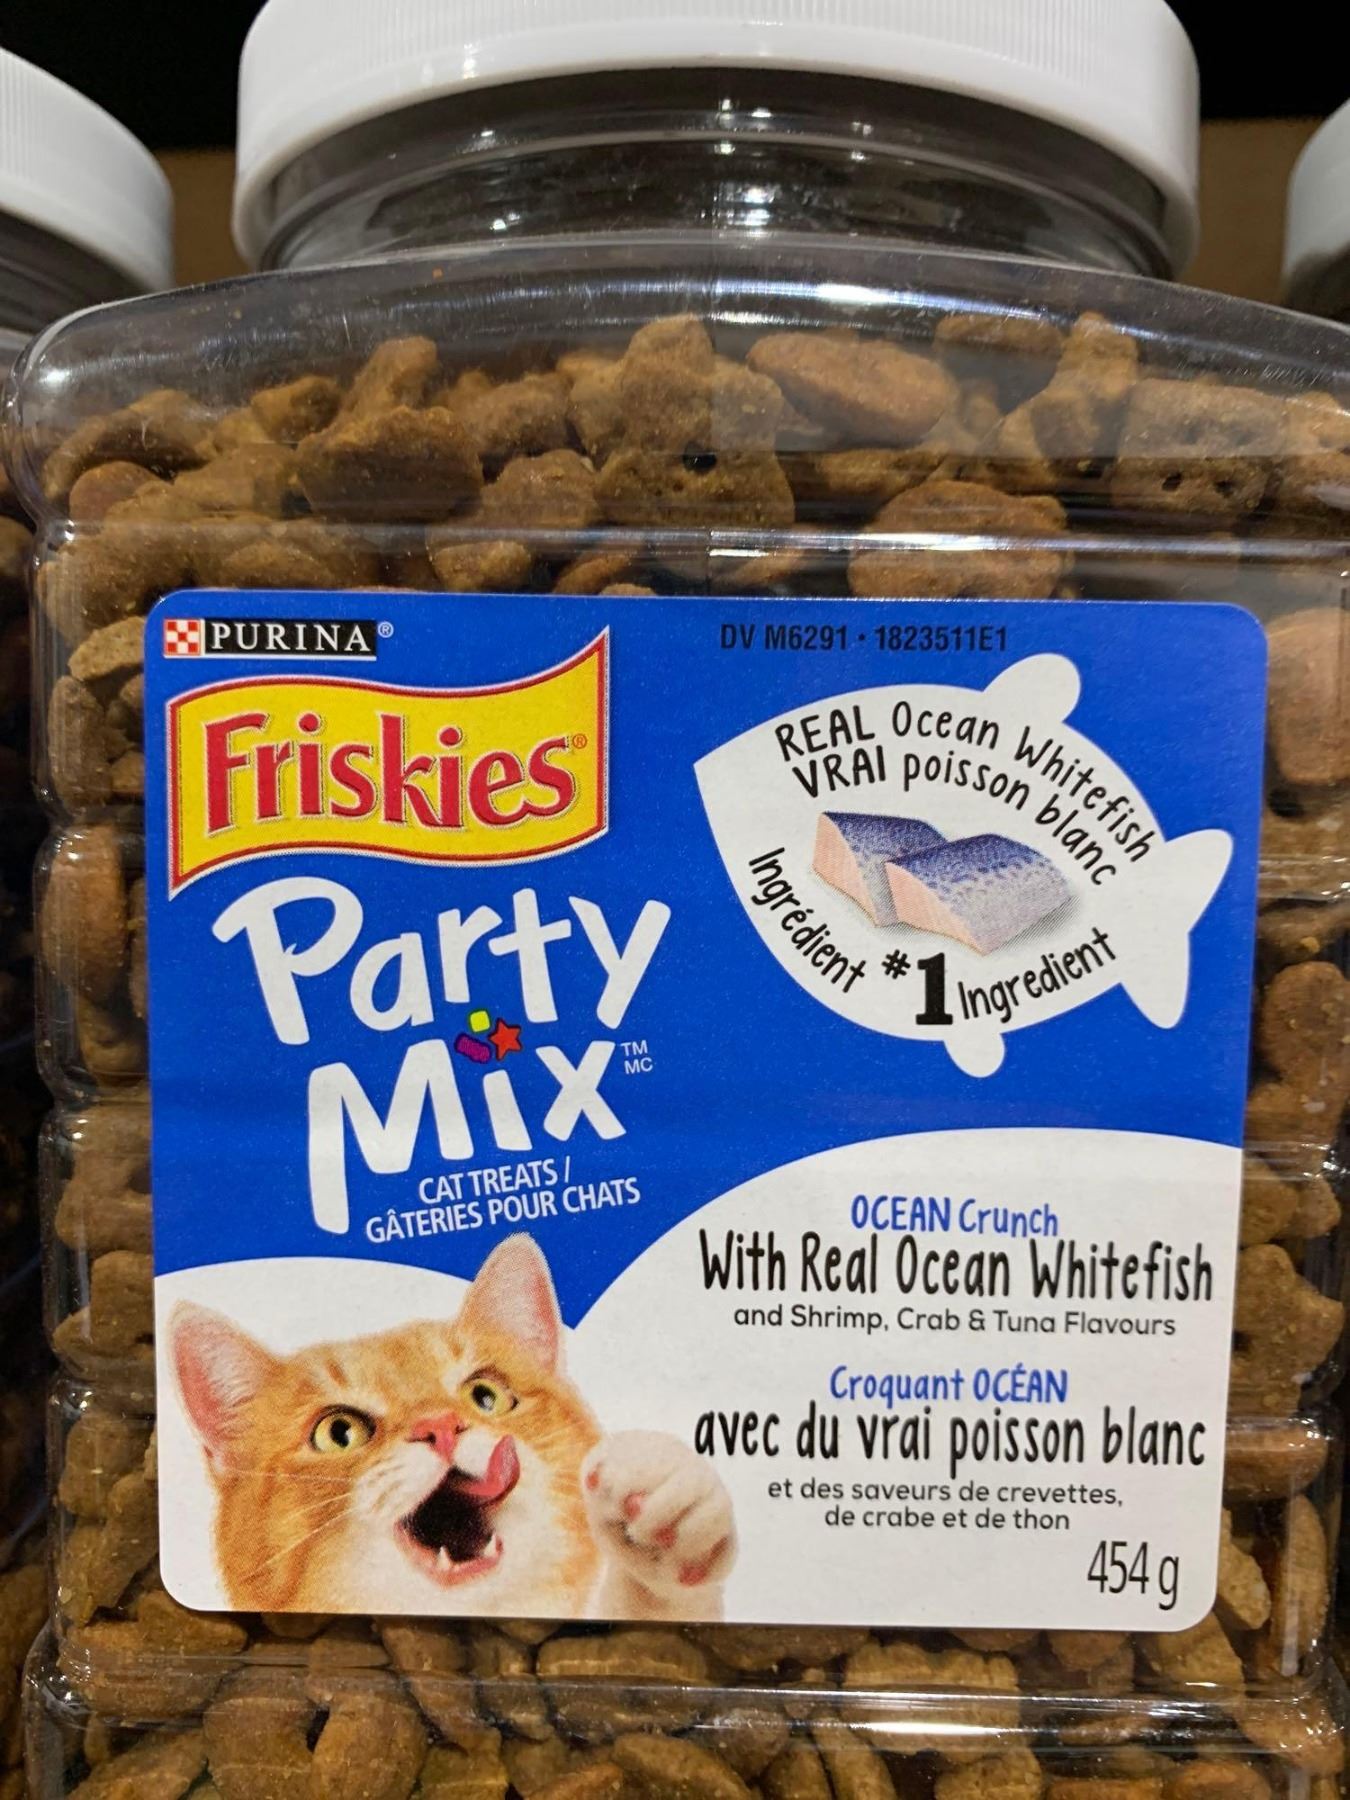 PURINA®
DV M6291 • 1823511E1
Friskies®
Party
Mix
TM
MC
CAT TREATS /
GÂTERIES POUR CHATS
REAL Ocean Whitefish
VRAI poisson blanc
Ingrédient #1 Ingredient
OCEAN Crunch
With Real Ocean Whitefish
and Shrimp, Crab & Tuna Flavours
Croquant OCÉAN
avec du vrai poisson blanc
et des saveurs de crevettes,
de crabe et de thon
454 g